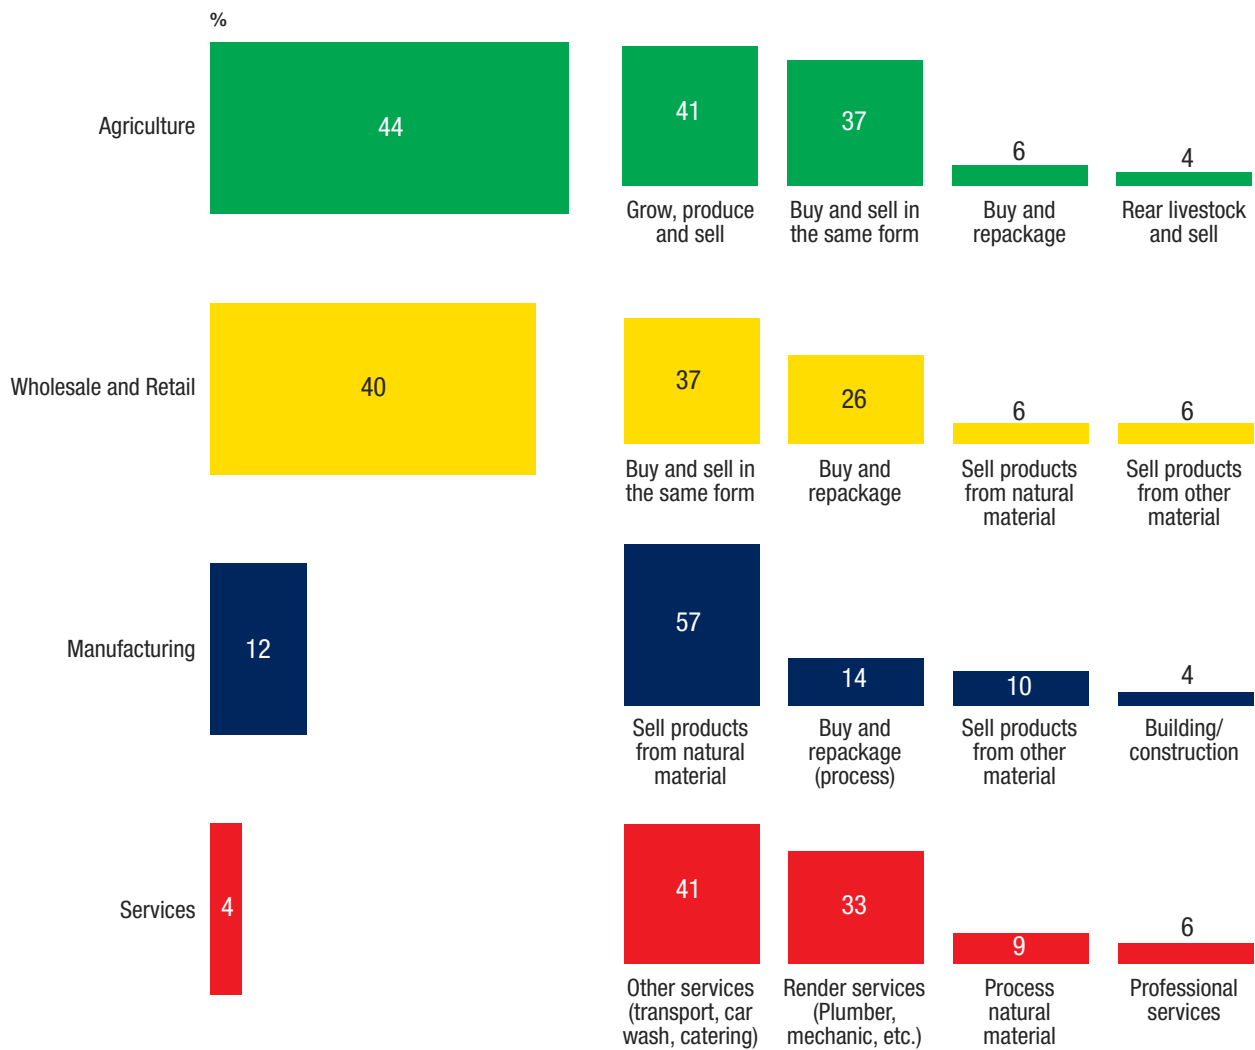 %
Agriculture
44
41
37
6
4
Grow, produce
and sell
Buy and sell in
the same form
Buy and
repackage
Rear livestock
and sell
Wholesale and Retail
40
37
26
6
6
Buy and sell in
the same form
Buy and
repackage
Sell products
from natural
material
Sell products
from other
material
Manufacturing
12
57
14
10
4
Sell products
from natural
material
Buy and
repackage
(process)
Sell products
from other
material
Building/
construction
Services
4
41
33
9
6
Other services
(transport, car
wash, catering)
Render services
(Plumber,
mechanic, etc.)
Process
natural
material
Professional
services